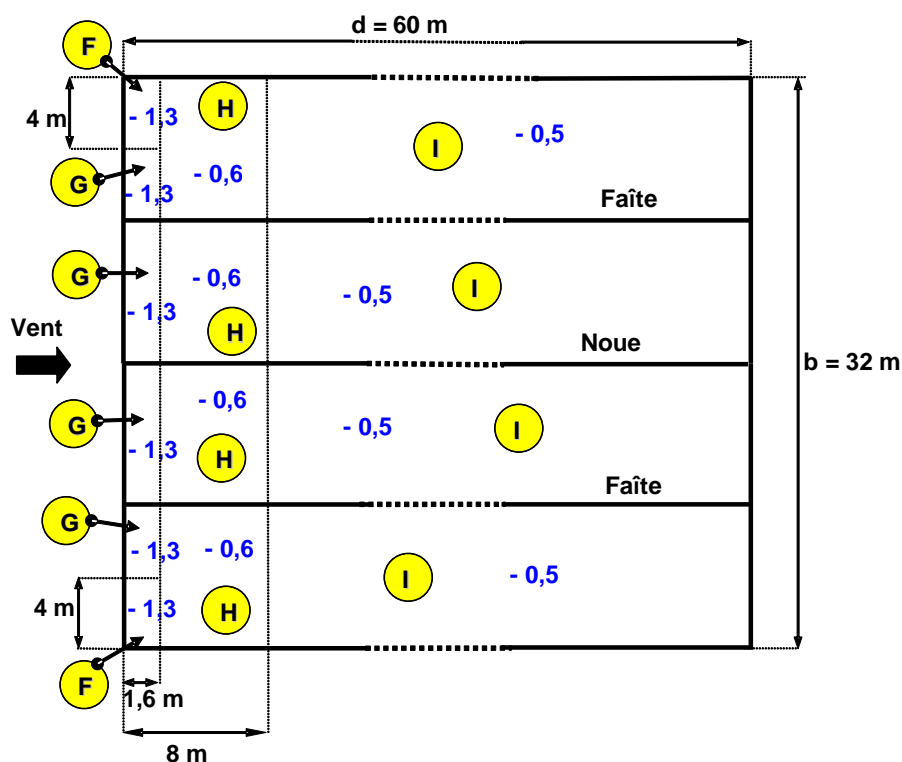 d = 60 m
F
4 m
- 1,3
H
I
- 0,5
G
- 0,6
- 1,3
Faîte
G
- 0,6
- 0,5
I
- 1,3
H
Vent
Noue
b = 32 m
- 0,6
G
- 0,5
I
- 1,3
H
Faîte
G
- 1,3
- 0,6
I
- 0,5
4 m
- 1,3
H
F
1,6 m
8 m